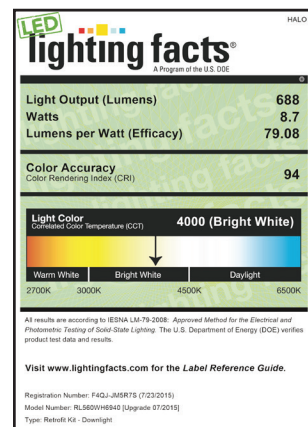 HALO
LED
lighting facts®
A Program of the U.S. DOE
Light Output (Lumens) 688
Watts 8.7
Lumens per Watt (Efficacy) 79.08
Color Accuracy
Color Rendering Index (CRI) 94
Light Color
Correlated Color Temperature (CCT) 4000 (Bright White)
Warm White Bright White Daylight
2700K 3000K 4500K 6500K
All results are according to IESNA LM-79-2008: Approved Method for the Electrical and
Photometric Testing of Solid-State Lighting. The U.S. Department of Energy (DOE) verifies
product test data and results.
Visit www.lightingfacts.com for the Label Reference Guide.
Registration Number: F4QJ-JM5R7S (7/23/2015)
Model Number: RL560WH6940 [Upgrade 07/2015]
Type: Retrofit Kit - Downlight